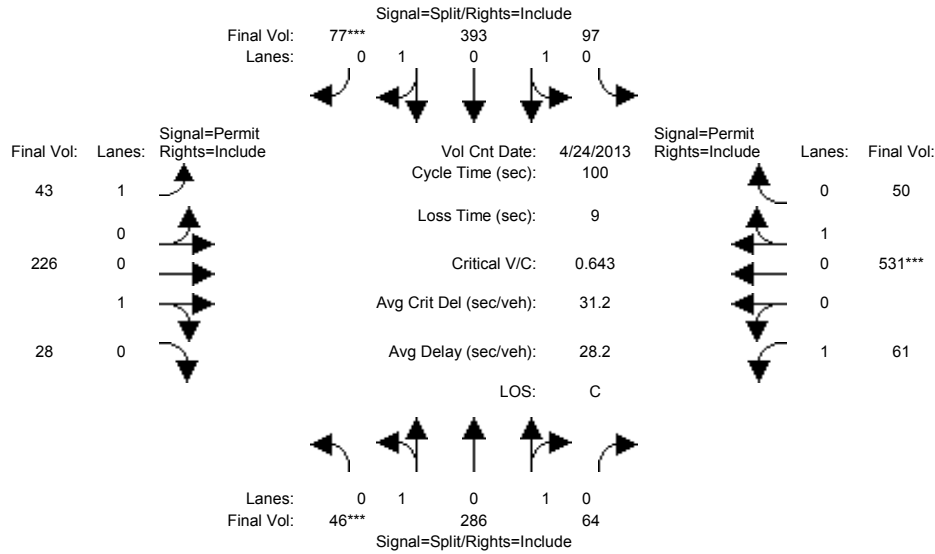 Signal=Split/Rights=Include
Final Vol: 77*** 393 97
Lanes: 0 1 0 1 0
Signal=Permit Signal=Permit
Final Vol: Lanes: Rights=Include Vol Cnt Date: 4/24/2013 Rights=Include Lanes: Final Vol:
Cycle Time (sec): 100
43 1 0 50
Loss Time (sec): 9
0 1
226 0 Critical V/C: 0.643 0 531***
1 Avg Crit Del (sec/veh): 31.2 0
28 0 Avg Delay (sec/veh): 28.2 1 61
LOS: C
Lanes: 0 1 0 1 0
Final Vol: 46*** 286 64
Signal=Split/Rights=Include